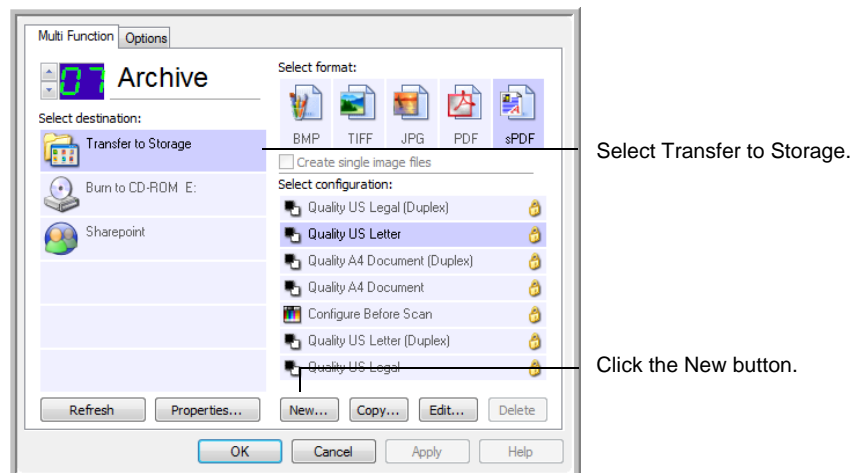 Multi Function
Options
07
Archive
Select destination:
Transfer to Storage
Burn to CD-ROM E:
Sharepoint
Select format:
BMP TIFF JPG PDF sPDF
Create single image files
Select configuration:
Quality US Legal (Duplex)
Quality US Letter
Quality A4 Document (Duplex)
Quality A4 Document
Configure Before Scan
Quality US Letter (Duplex)
Quality US Legal
Refresh Properties... New... Copy... Edit... Delete
OK Cancel Apply Help
Select Transfer to Storage.
Click the New button.